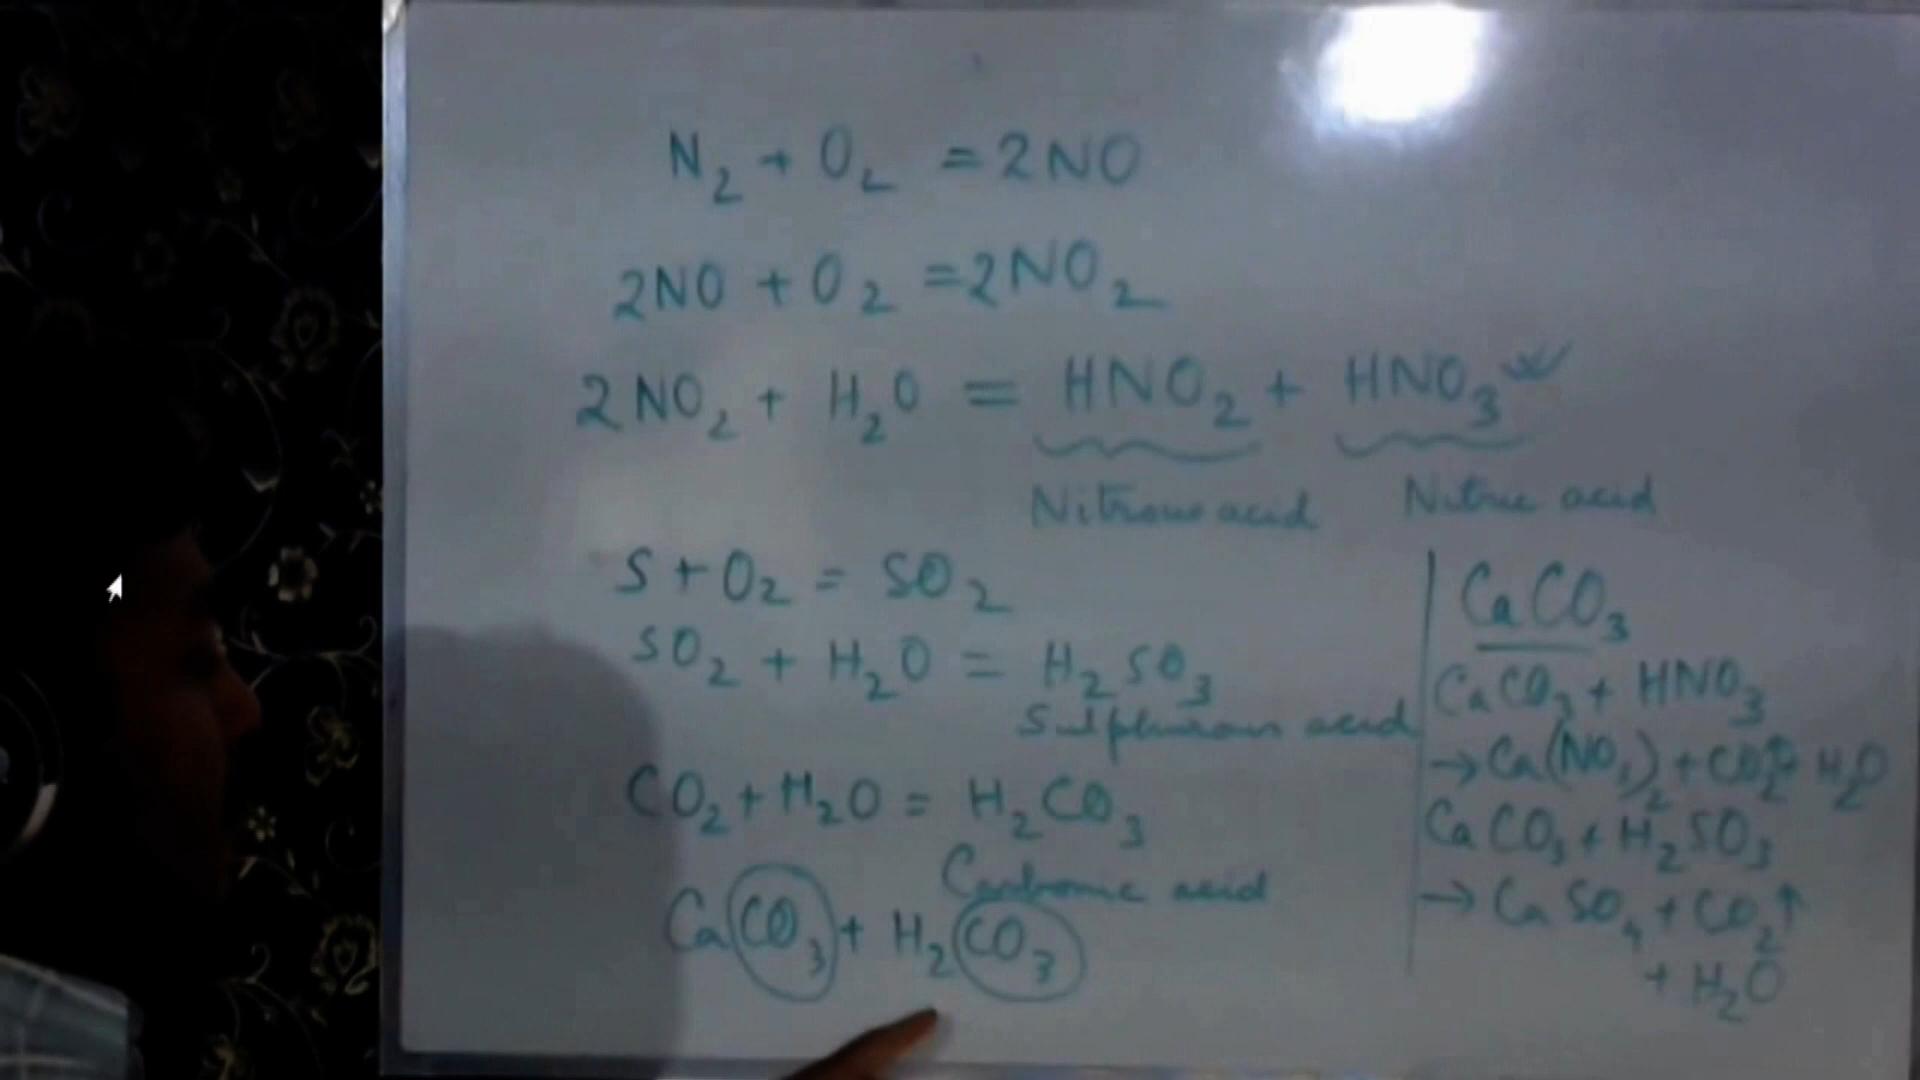 N₂ + O₂ = 2NO
2NO + O₂ = 2NO₂
2NO₂ + H₂O = HNO₂ + HNO₃
Nitrous acid Nitric acid
S + O₂ = SO₂
SO₂ + H₂O = H₂SO₃
Sulphurous acid
CO₂ + H₂O = H₂CO₃
Carbonic acid
CaCO₃ + H₂CO₃
CaCO₃
CaCO₃ + HNO₃
→ Ca(NO₃)₂ + CO₂↑ + H₂O
CaCO₃ + H₂SO₃
→ CaSO₄ + CO₂↑
+ H₂O